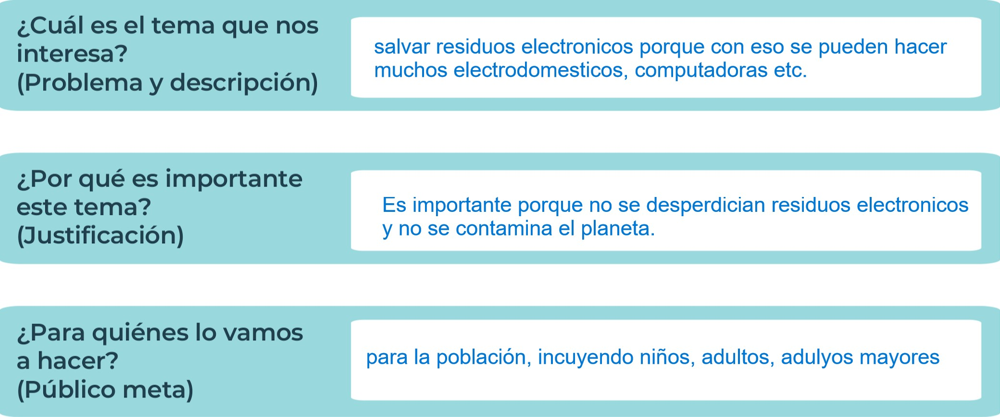 ¿Cuál es el tema que nos
interesa?
(Problema y descripción)
salvar residuos electronicos porque con eso se pueden hacer
muchos electrodomesticos, computadoras etc.
¿Por qué es importante
este tema?
(Justificación)
Es importante porque no se desperdician residuos electronicos
y no se contamina el planeta.
¿Para quiénes lo vamos
a hacer?
(Público meta)
para la población, incuyendo niños, adultos, adulyos mayores